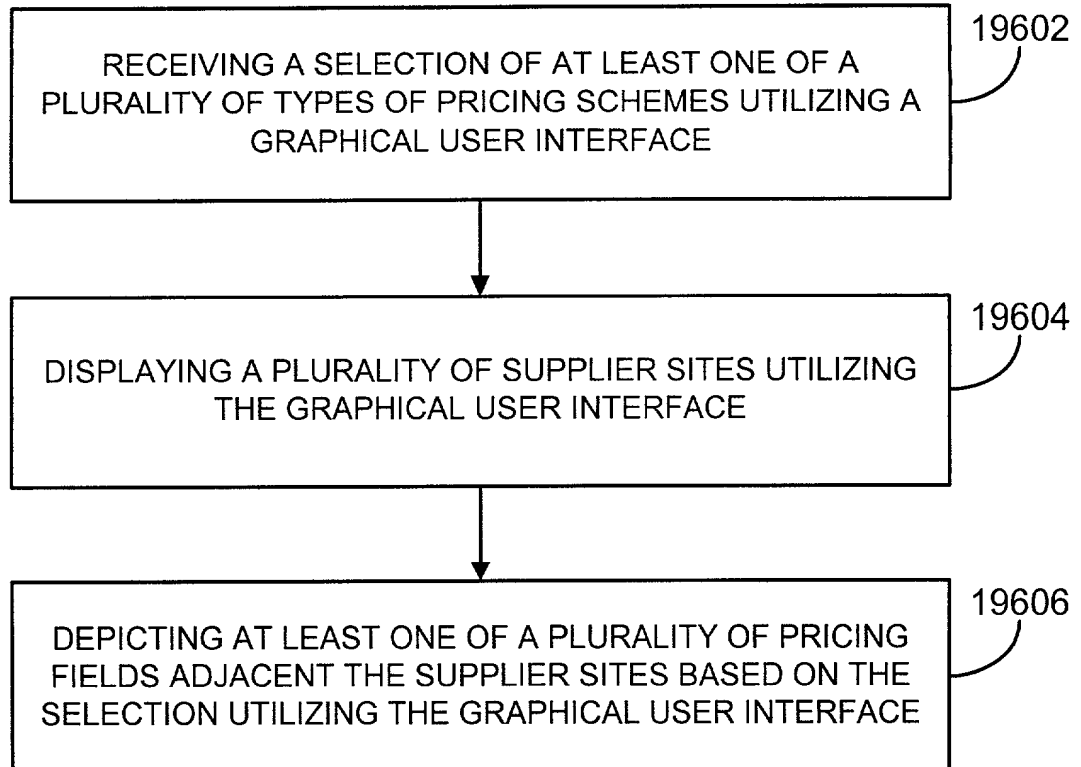 19602
RECEIVING A SELECTION OF AT LEAST ONE OF A
PLURALITY OF TYPES OF PRICING SCHEMES UTILIZING A
GRAPHICAL USER INTERFACE
19604
DISPLAYING A PLURALITY OF SUPPLIER SITES UTILIZING
THE GRAPHICAL USER INTERFACE
19606
DEPICTING AT LEAST ONE OF A PLURALITY OF PRICING
FIELDS ADJACENT THE SUPPLIER SITES BASED ON THE
SELECTION UTILIZING THE GRAPHICAL USER INTERFACE